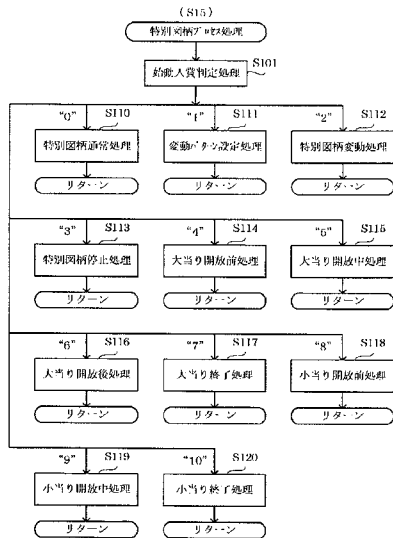 (S15)
特別図柄プロセス処理
S101
始動入賞判定処理
"0" S110 "1" S111 "2" S112
特別図柄通常処理 変動パターン設定処理 特別図柄変動処理
リターン リターン リターン
"3" S113 "4" S114 "5" S115
特別図柄停止処理 大当り開放前処理 大当り開放中処理
リターン リターン リターン
"6" S116 "7" S117 "8" S118
大当り開放後処理 大当り終了処理 小当り開放前処理
リターン リターン リターン
"9" S119 "10" S120
小当り開放中処理 小当り終了処理
リターン リターン